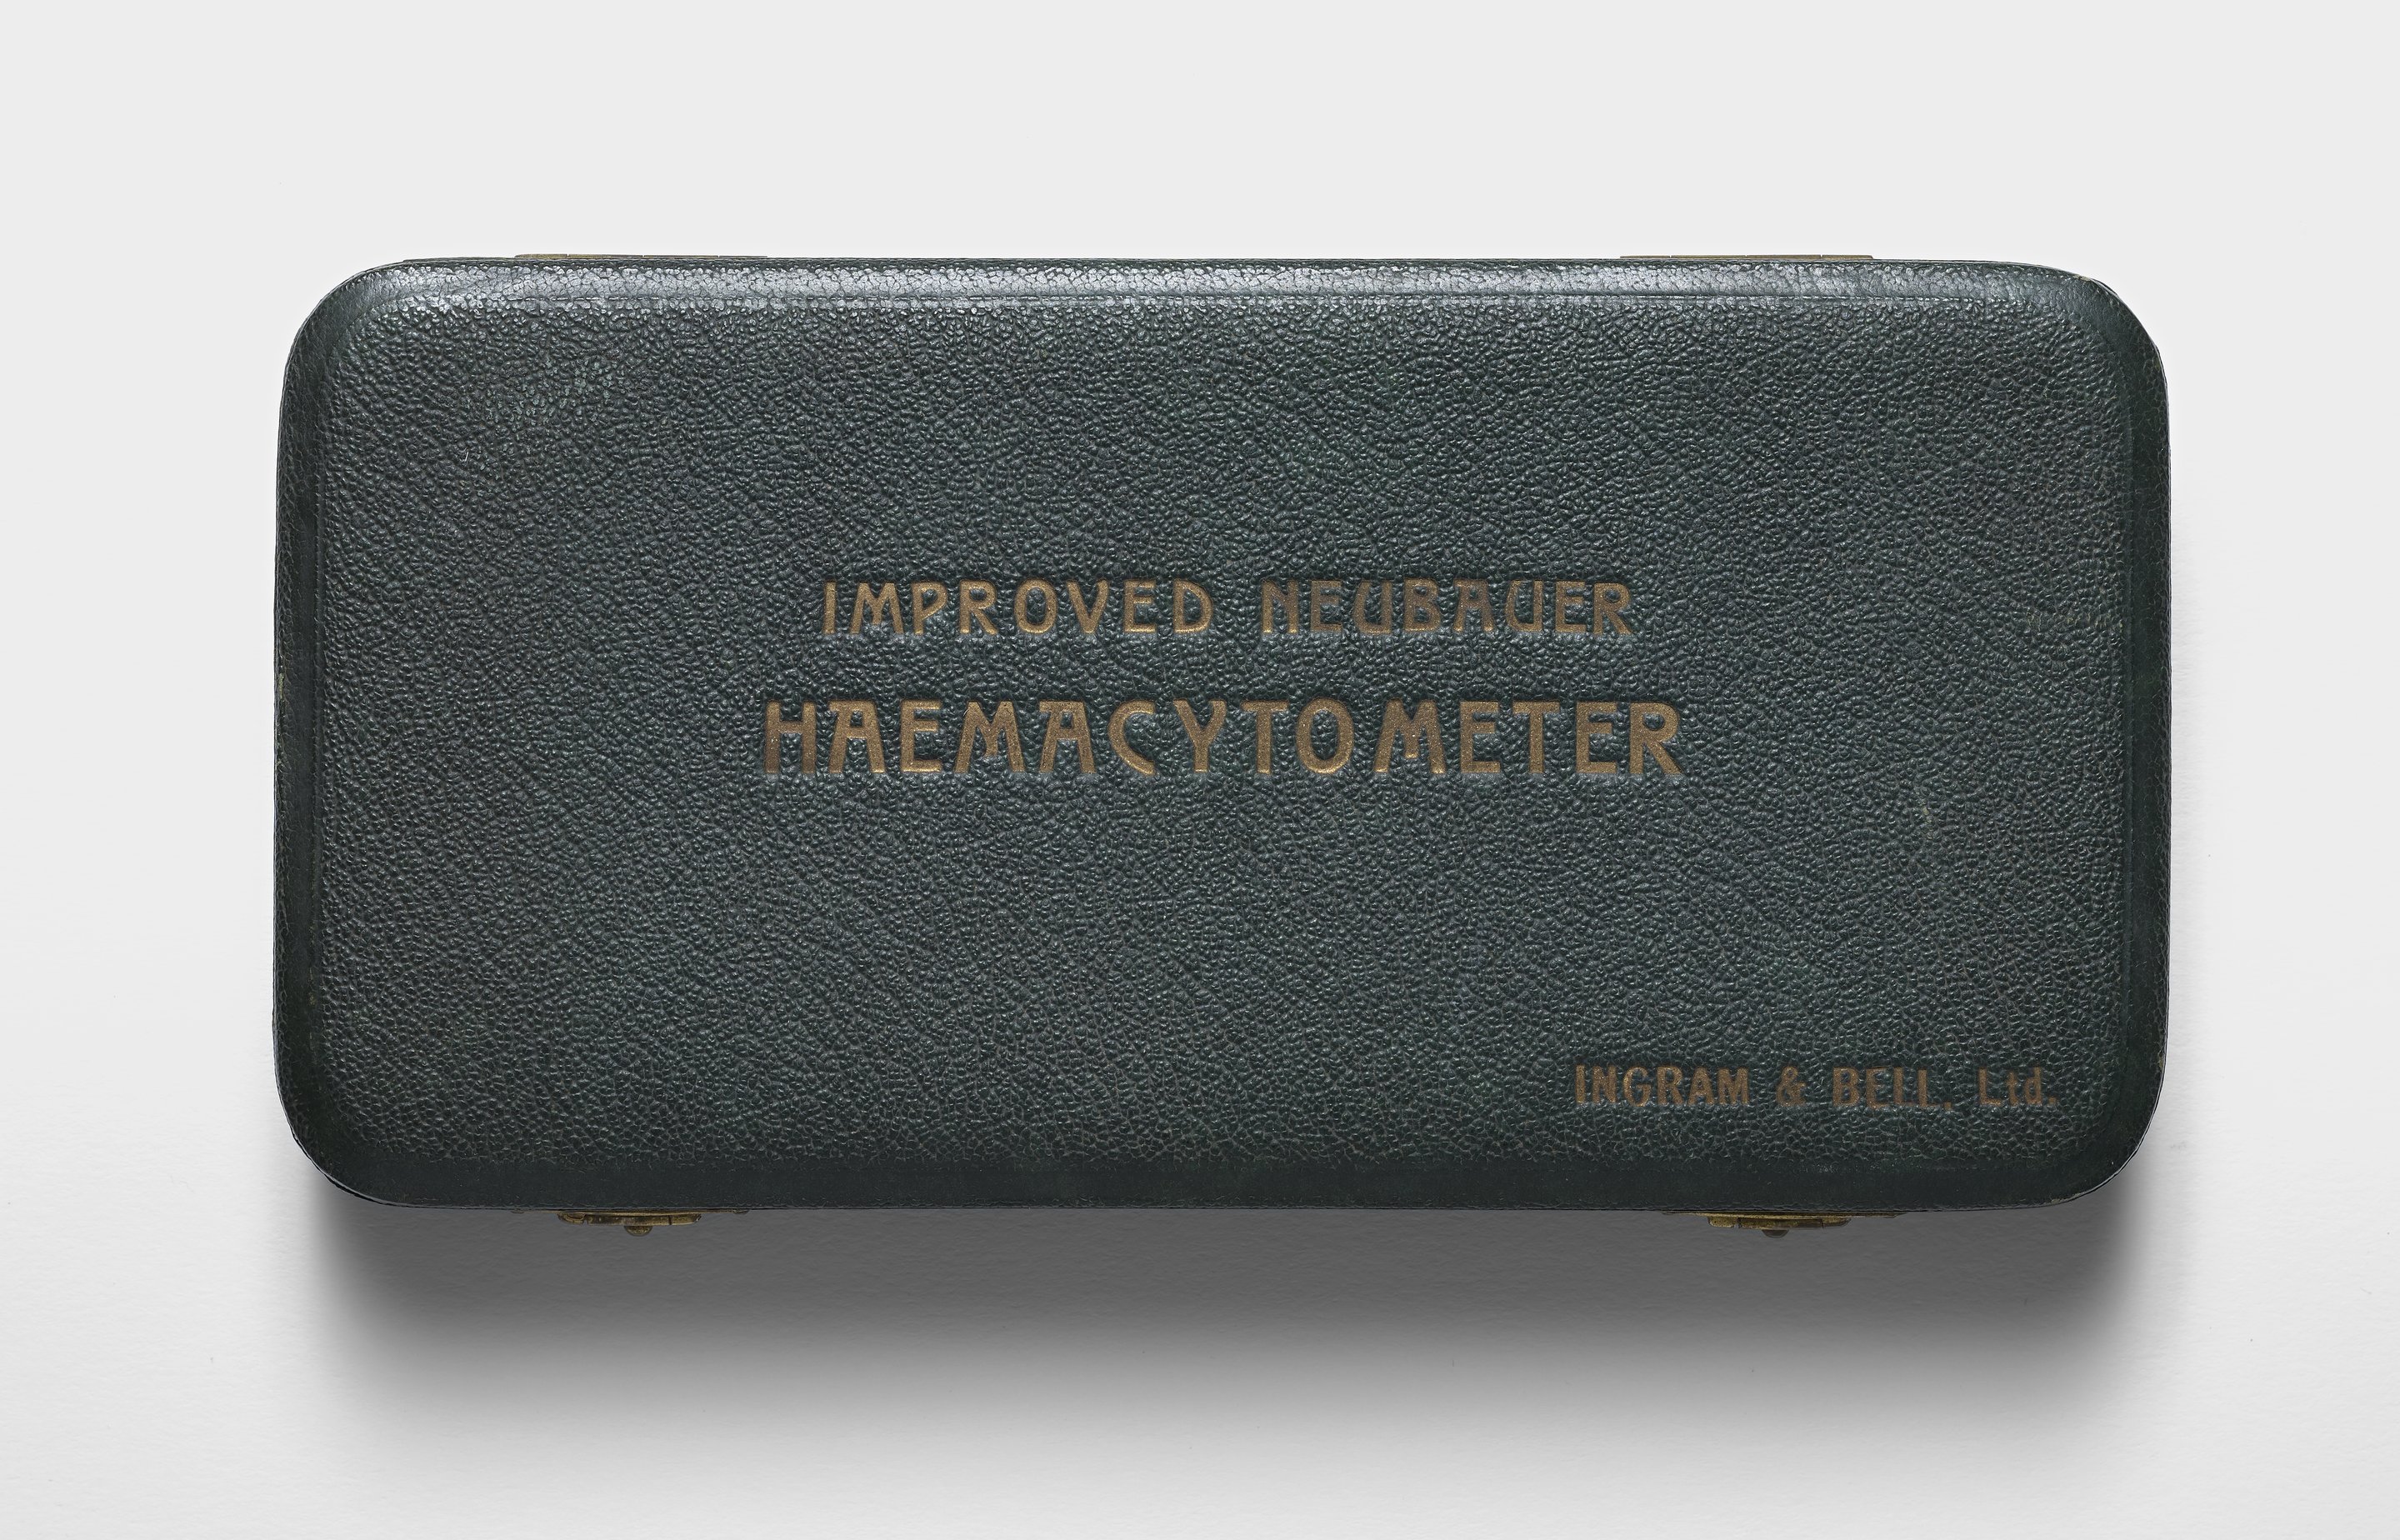 IMPROVED NEUBAUER
HAEMACYTOMETER
INGRAM & BELL, Ltd.